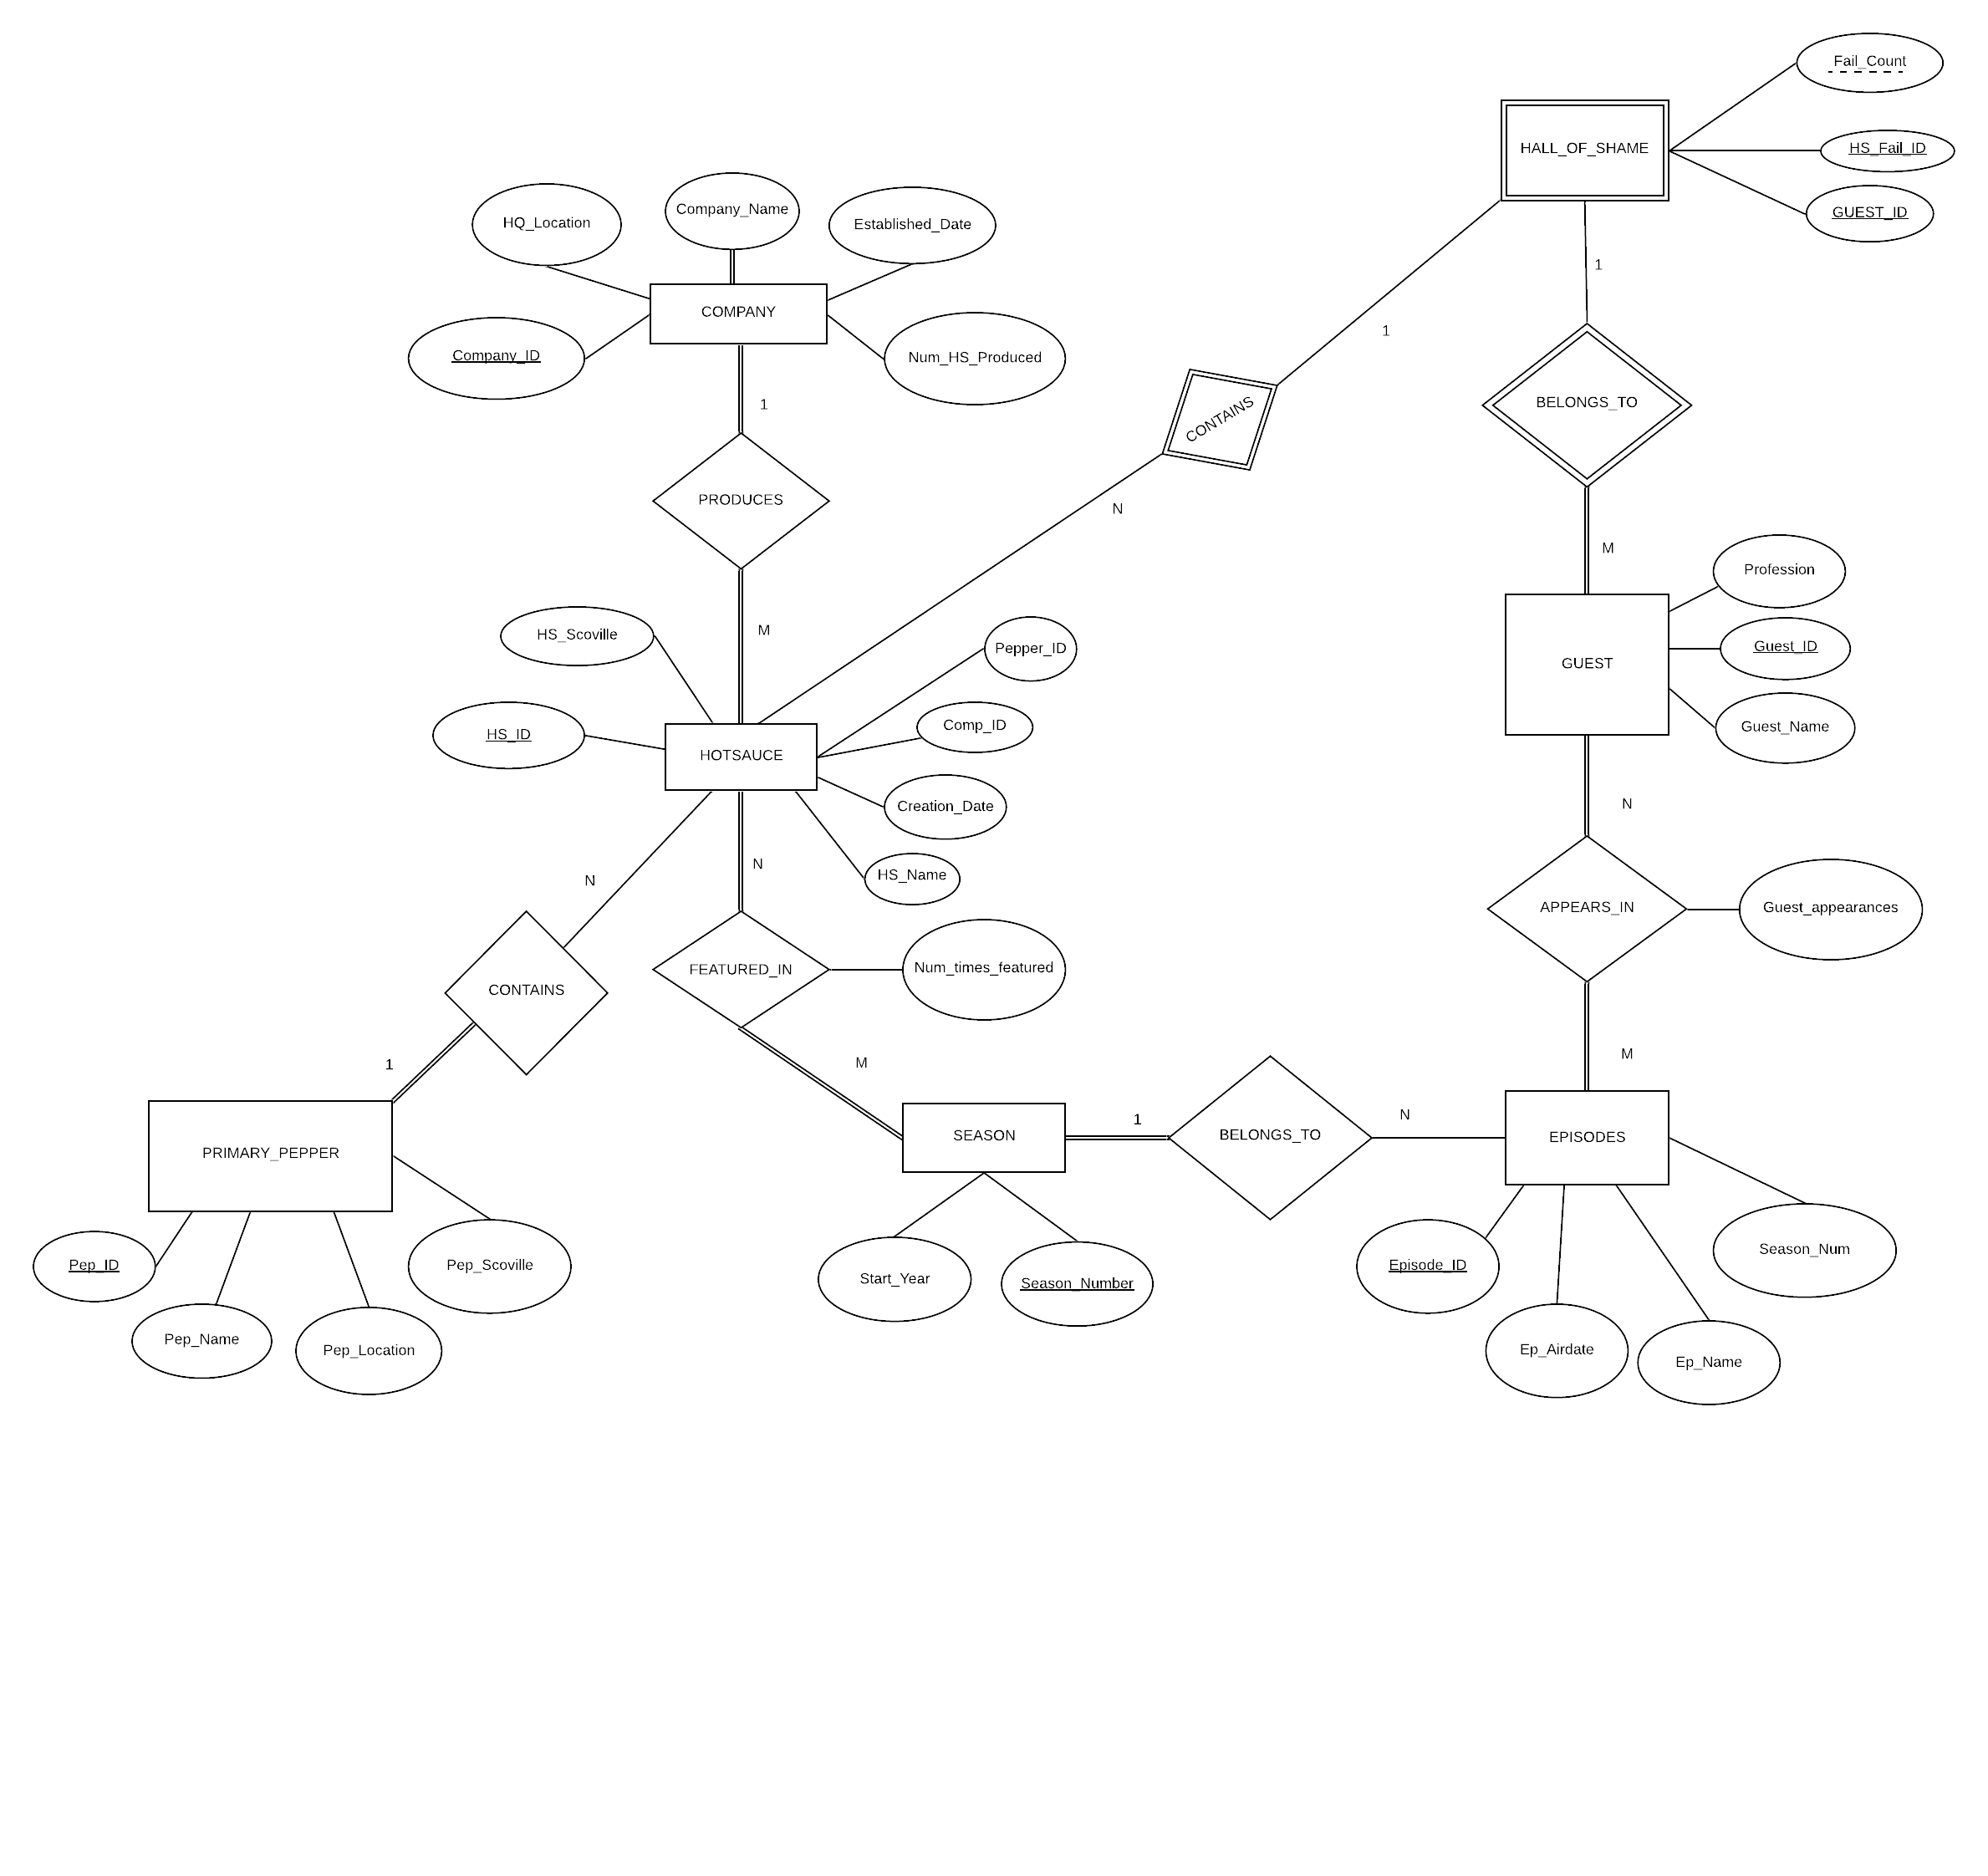 Fail_Count
HALL_OF_SHAME
HS_Fail_ID
GUEST_ID
HQ_Location
Company_Name
Established_Date
COMPANY
Company_ID
Num_HS_Produced
1
1
1
CONTAINS
BELONGS_TO
PRODUCES
N
M
Profession
M
HS_Scoville
Pepper_ID
Guest_ID
GUEST
HS_ID
Comp_ID
Guest_Name
HOTSAUCE
Creation_Date
N
N
HS_Name
N
APPEARS_IN
Guest_appearances
FEATURED_IN
Num_times_featured
CONTAINS
1
M
M
1
N
PRIMARY_PEPPER
SEASON
BELONGS_TO
EPISODES
Pep_ID
Pep_Scoville
Start_Year
Season_Number
Episode_ID
Season_Num
Pep_Name
Pep_Location
Ep_Airdate
Ep_Name